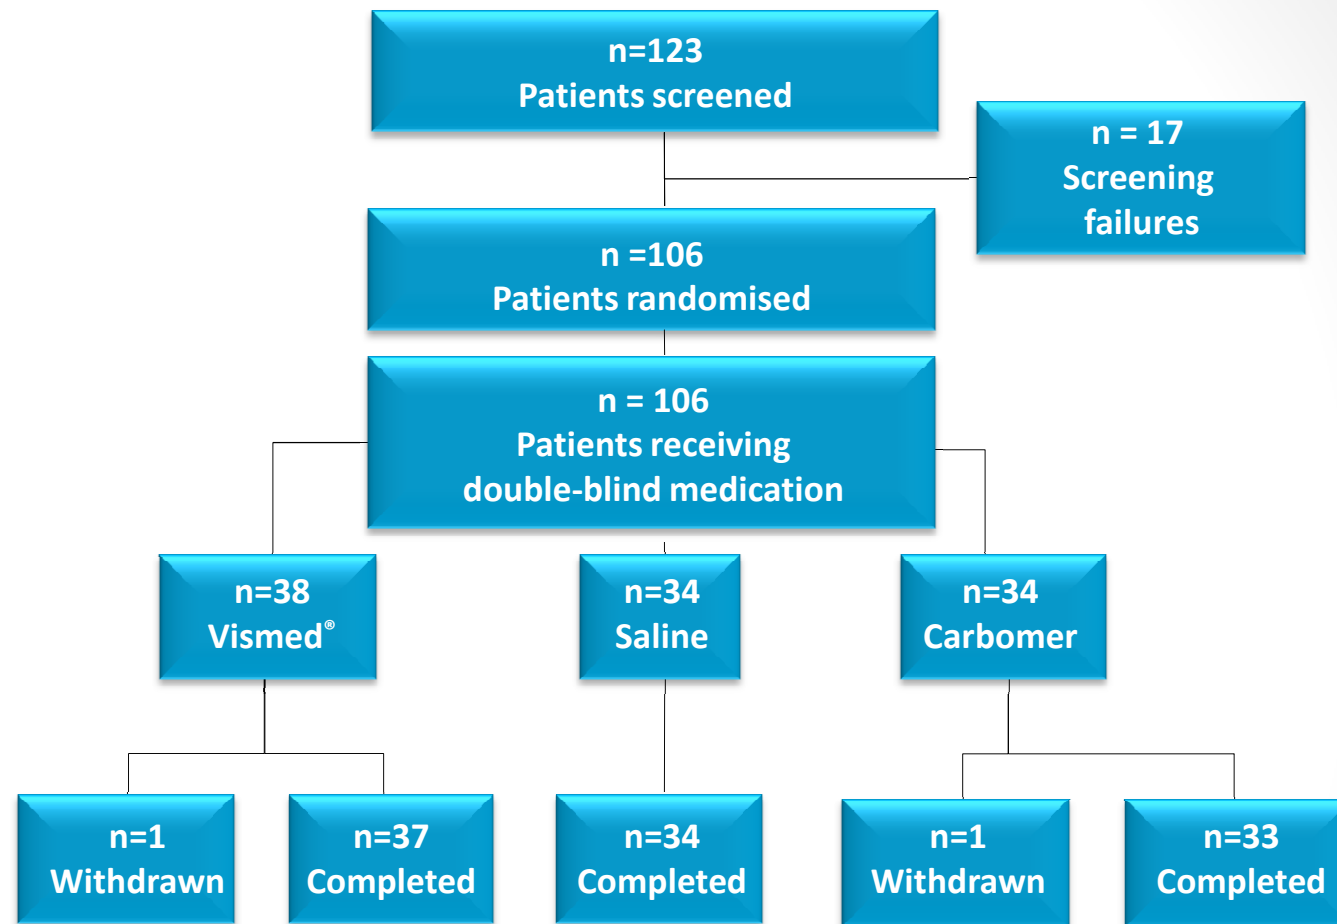 n=123
Patients screened
n = 17
Screening
failures
n =106
Patients randomised
n = 106
Patients receiving
double-blind medication
n=38
Vismed®
n=34
Saline
n=34
Carbomer
n=1
Withdrawn
n=37
Completed
n=34
Completed
n=1
Withdrawn
n=33
Completed